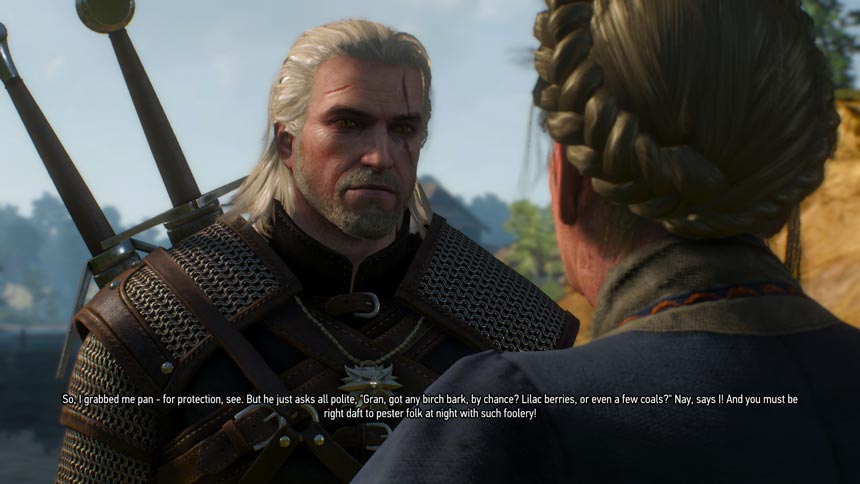 So, I grabbed me pan - for protection, see. But he just asks all polite, "Gran, got any birch bark, by chance? Lilac berries, or even a few coals?" Nay, says I! And you must be
right daft to pester folk at night with such foolery!